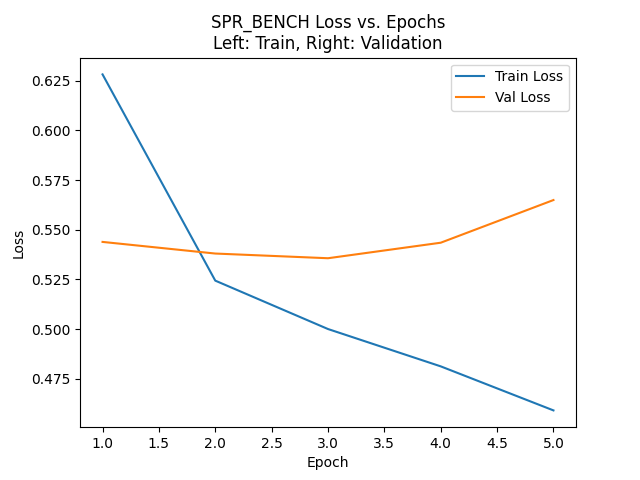 SPR_BENCH Loss vs. Epochs
Left: Train, Right: Validation
Train Loss
Val Loss
Loss
0.625
0.600
0.575
0.550
0.525
0.500
0.475
1.0 1.5 2.0 2.5 3.0 3.5 4.0 4.5 5.0
Epoch